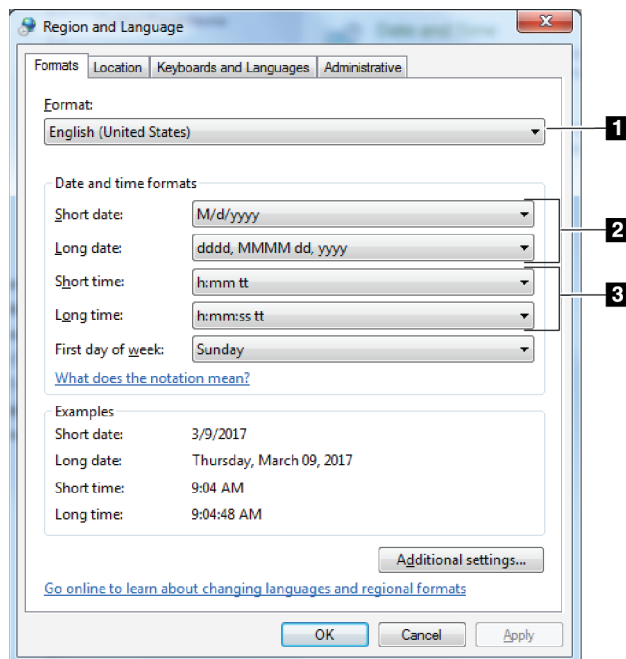 Region and Language
Date and Time
Formats Location Keyboards and Languages Administrative
Format:
English (United States) 1
Date and time formats
Short date: M/d/yyyy
2
Long date: dddd, MMMM dd, yyyy
Short time: h:mm tt
3
Long time: h:mm:ss tt
First day of week: Sunday
What does the notation mean?
Examples
Short date: 3/9/2017
Long date: Thursday, March 09, 2017
Short time: 9:04 AM
Long time: 9:04:48 AM
Additional settings...
Go online to learn about changing languages and regional formats
OK Cancel Apply